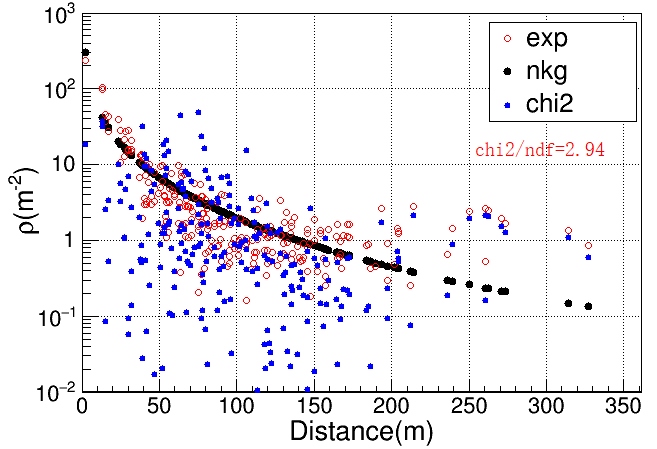 10³
exp
nkg
10²
chi2
chi2/ndf=2.94
10
ρ(m⁻²)
1
10⁻¹
10⁻²
0 50 100 150 200 250 300 350
Distance(m)